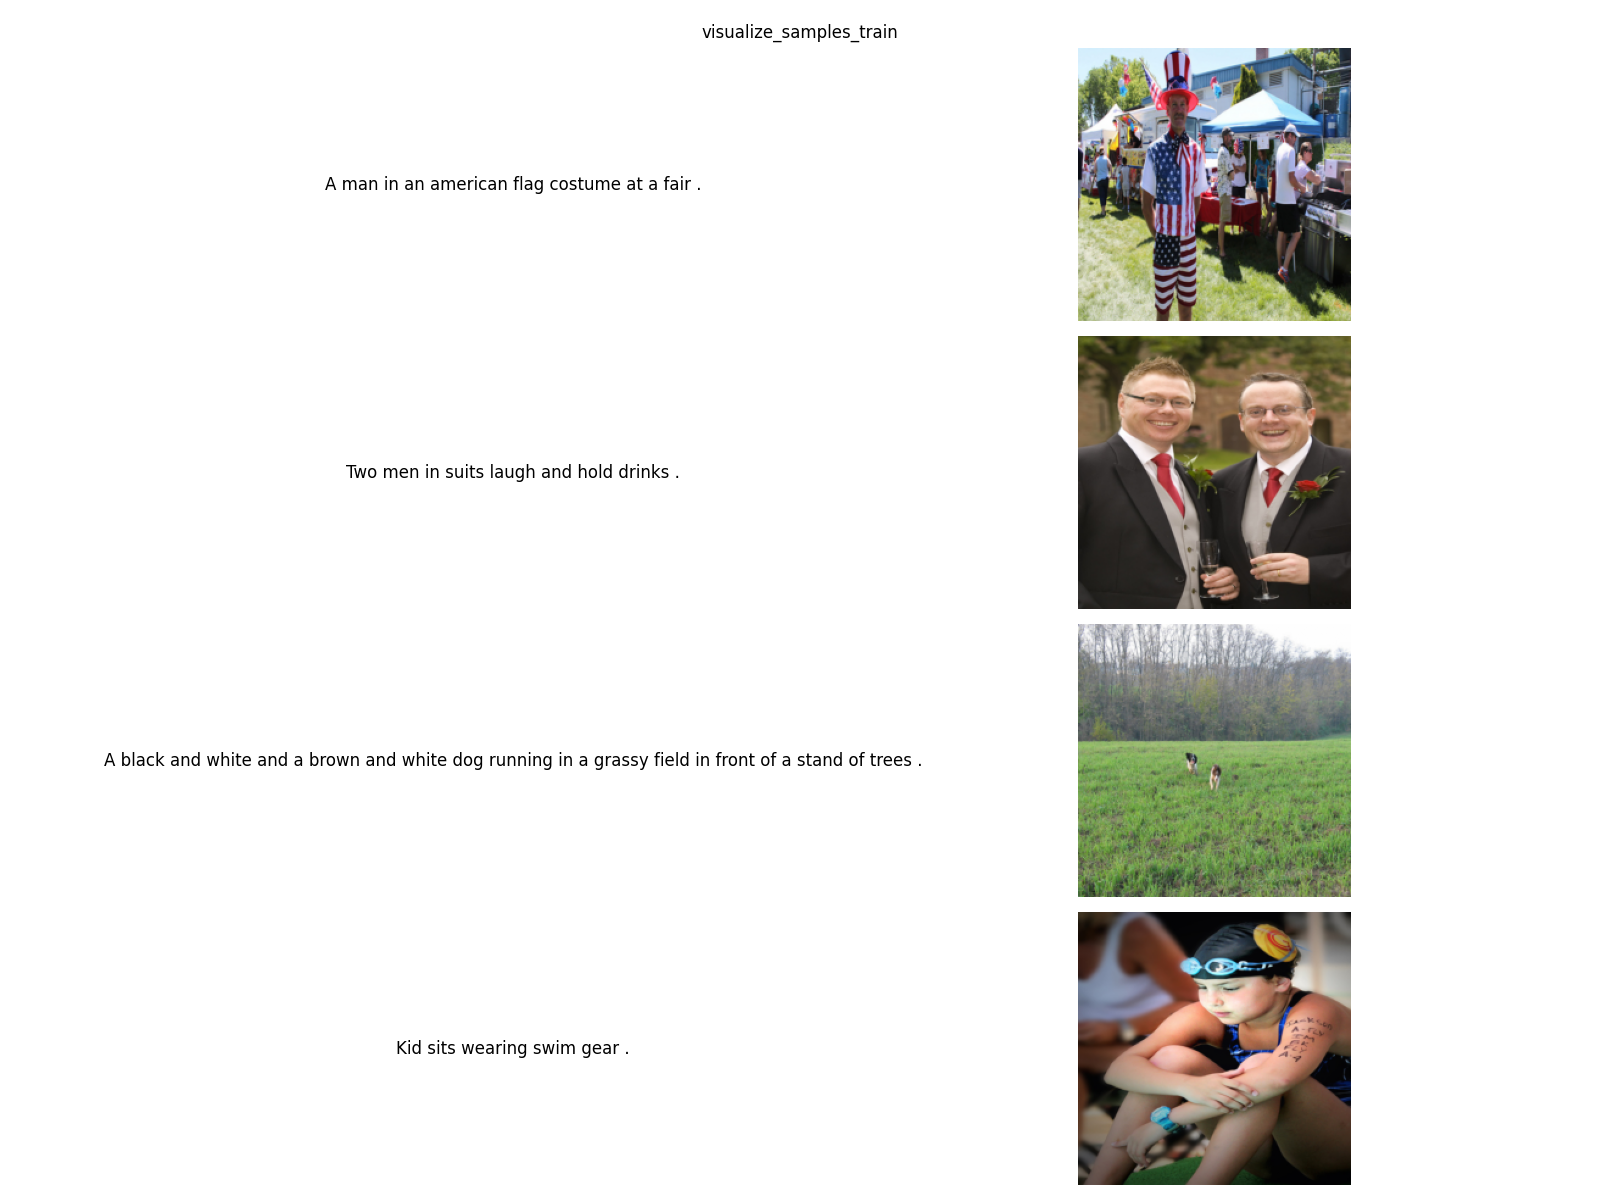 visualize_samples_train
A man in an american flag costume at a fair .
Two men in suits laugh and hold drinks .
A black and white and a brown and white dog running in a grassy field in front of a stand of trees .
Kid sits wearing swim gear .